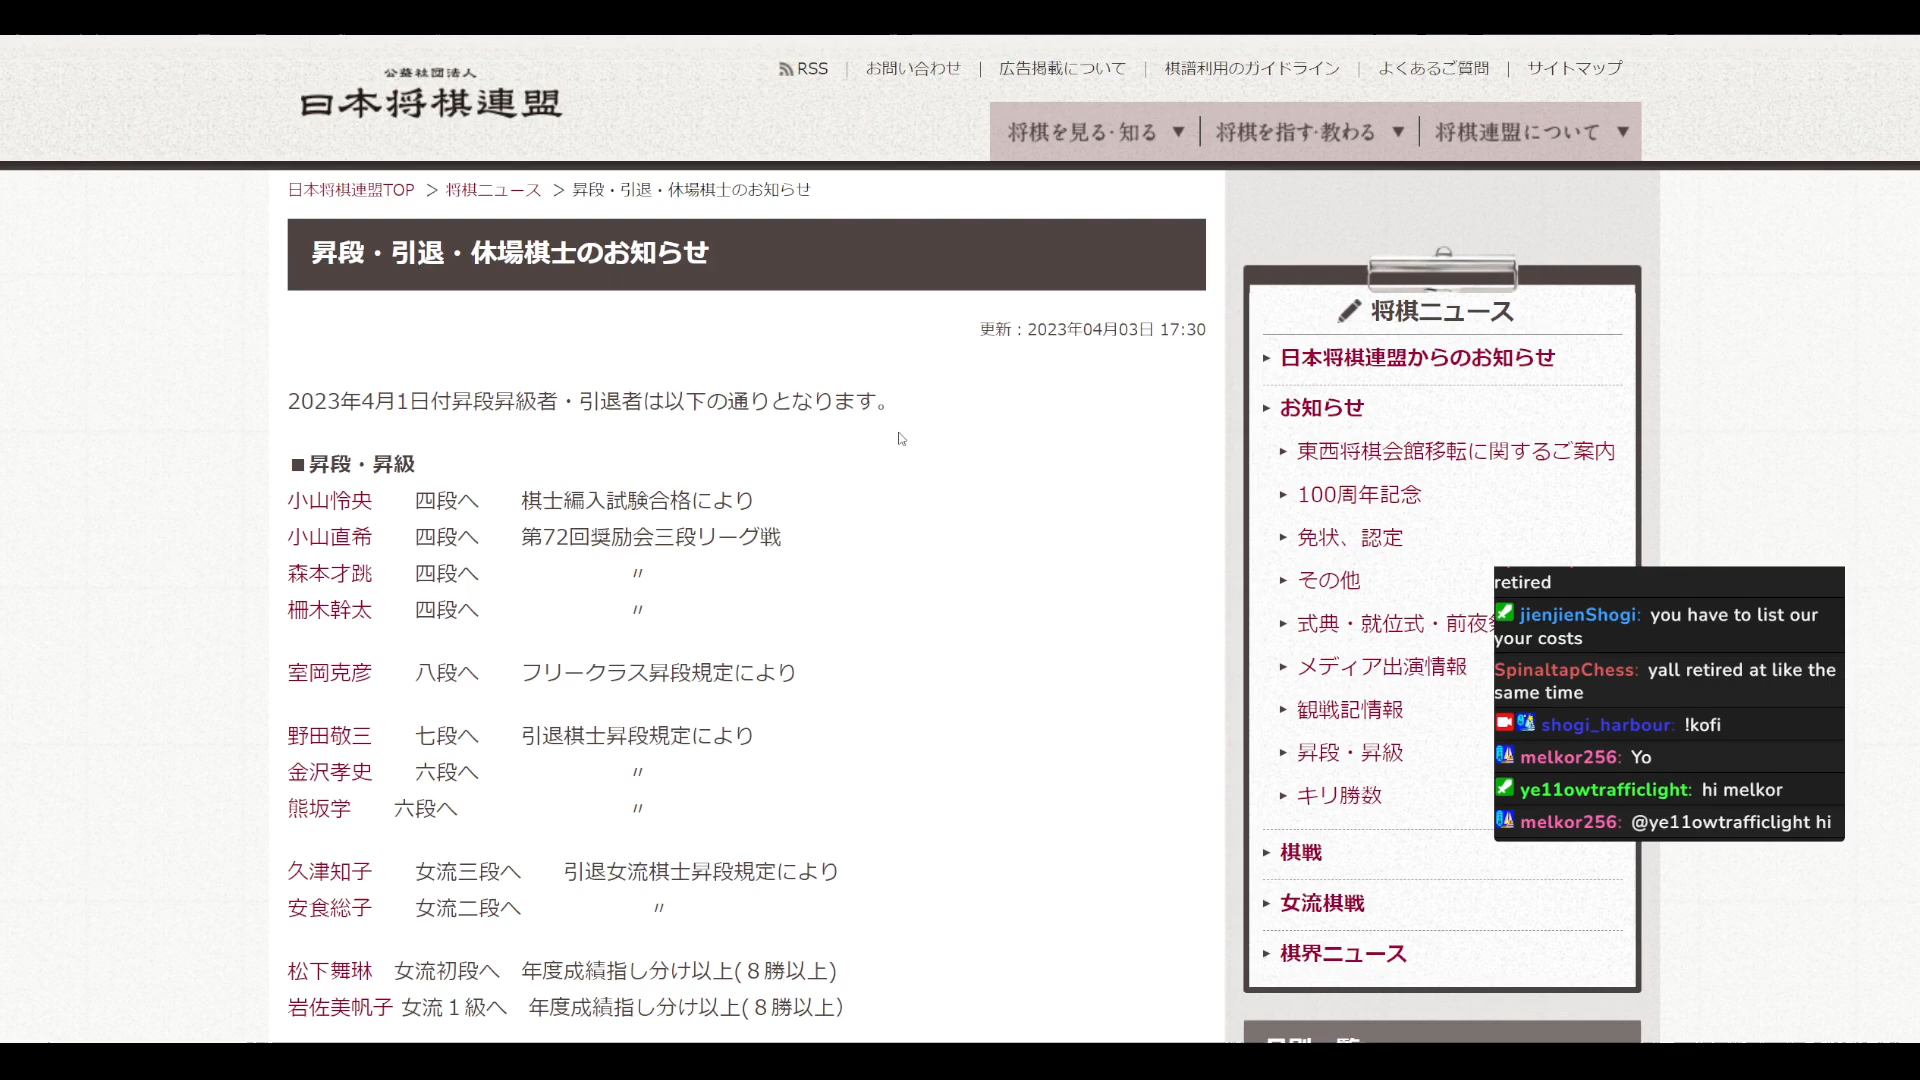 公益社団法人
日本将棋連盟
RSS | お問い合わせ | 広告掲載について | 棋譜利用のガイドライン | よくあるご質問 | サイトマップ
将棋を見る·知る ▼ 将棋を指す·教わる ▼ 将棋連盟について ▼
日本将棋連盟TOP > 将棋ニュース > 昇段・引退・休場棋士のお知らせ
昇段・引退・休場棋士のお知らせ
更新：2023年04月03日 17:30
2023年4月1日付昇段昇級者・引退者は以下の通りとなります。
■昇段・昇級
小山怜央 四段へ 棋士編入試験合格により
小山直希 四段へ 第72回奨励会三段リーグ戦
森本才跳 四段へ 〃
柵木幹太 四段へ 〃
室岡克彦 八段へ フリークラス昇段規定により
野田敬三 七段へ 引退棋士昇段規定により
金沢孝史 六段へ 〃
熊坂学 六段へ 〃
久津知子 女流三段へ 引退女流棋士昇段規定により
安食総子 女流二段へ 〃
松下舞琳 女流初段へ 年度成績指し分け以上(８勝以上)
岩佐美帆子 女流１級へ 年度成績指し分け以上(８勝以上）
将棋ニュース
日本将棋連盟からのお知らせ
お知らせ
東西将棋会館移転に関するご案内
100周年記念
免状、認定
その他
式典・就位式・前夜
メディア出演情報
観戦記情報
昇段・昇級
キリ勝数
棋戦
女流棋戦
棋界ニュース
retired
jienjienShogi: you have to list our
your costs
SpinaltapChess: yall retired at like the
same time
shogi_harbour: !kofi
melkor256: Yo
ye11owtrafficlight: hi melkor
melkor256: @ye11owtrafficlight hi